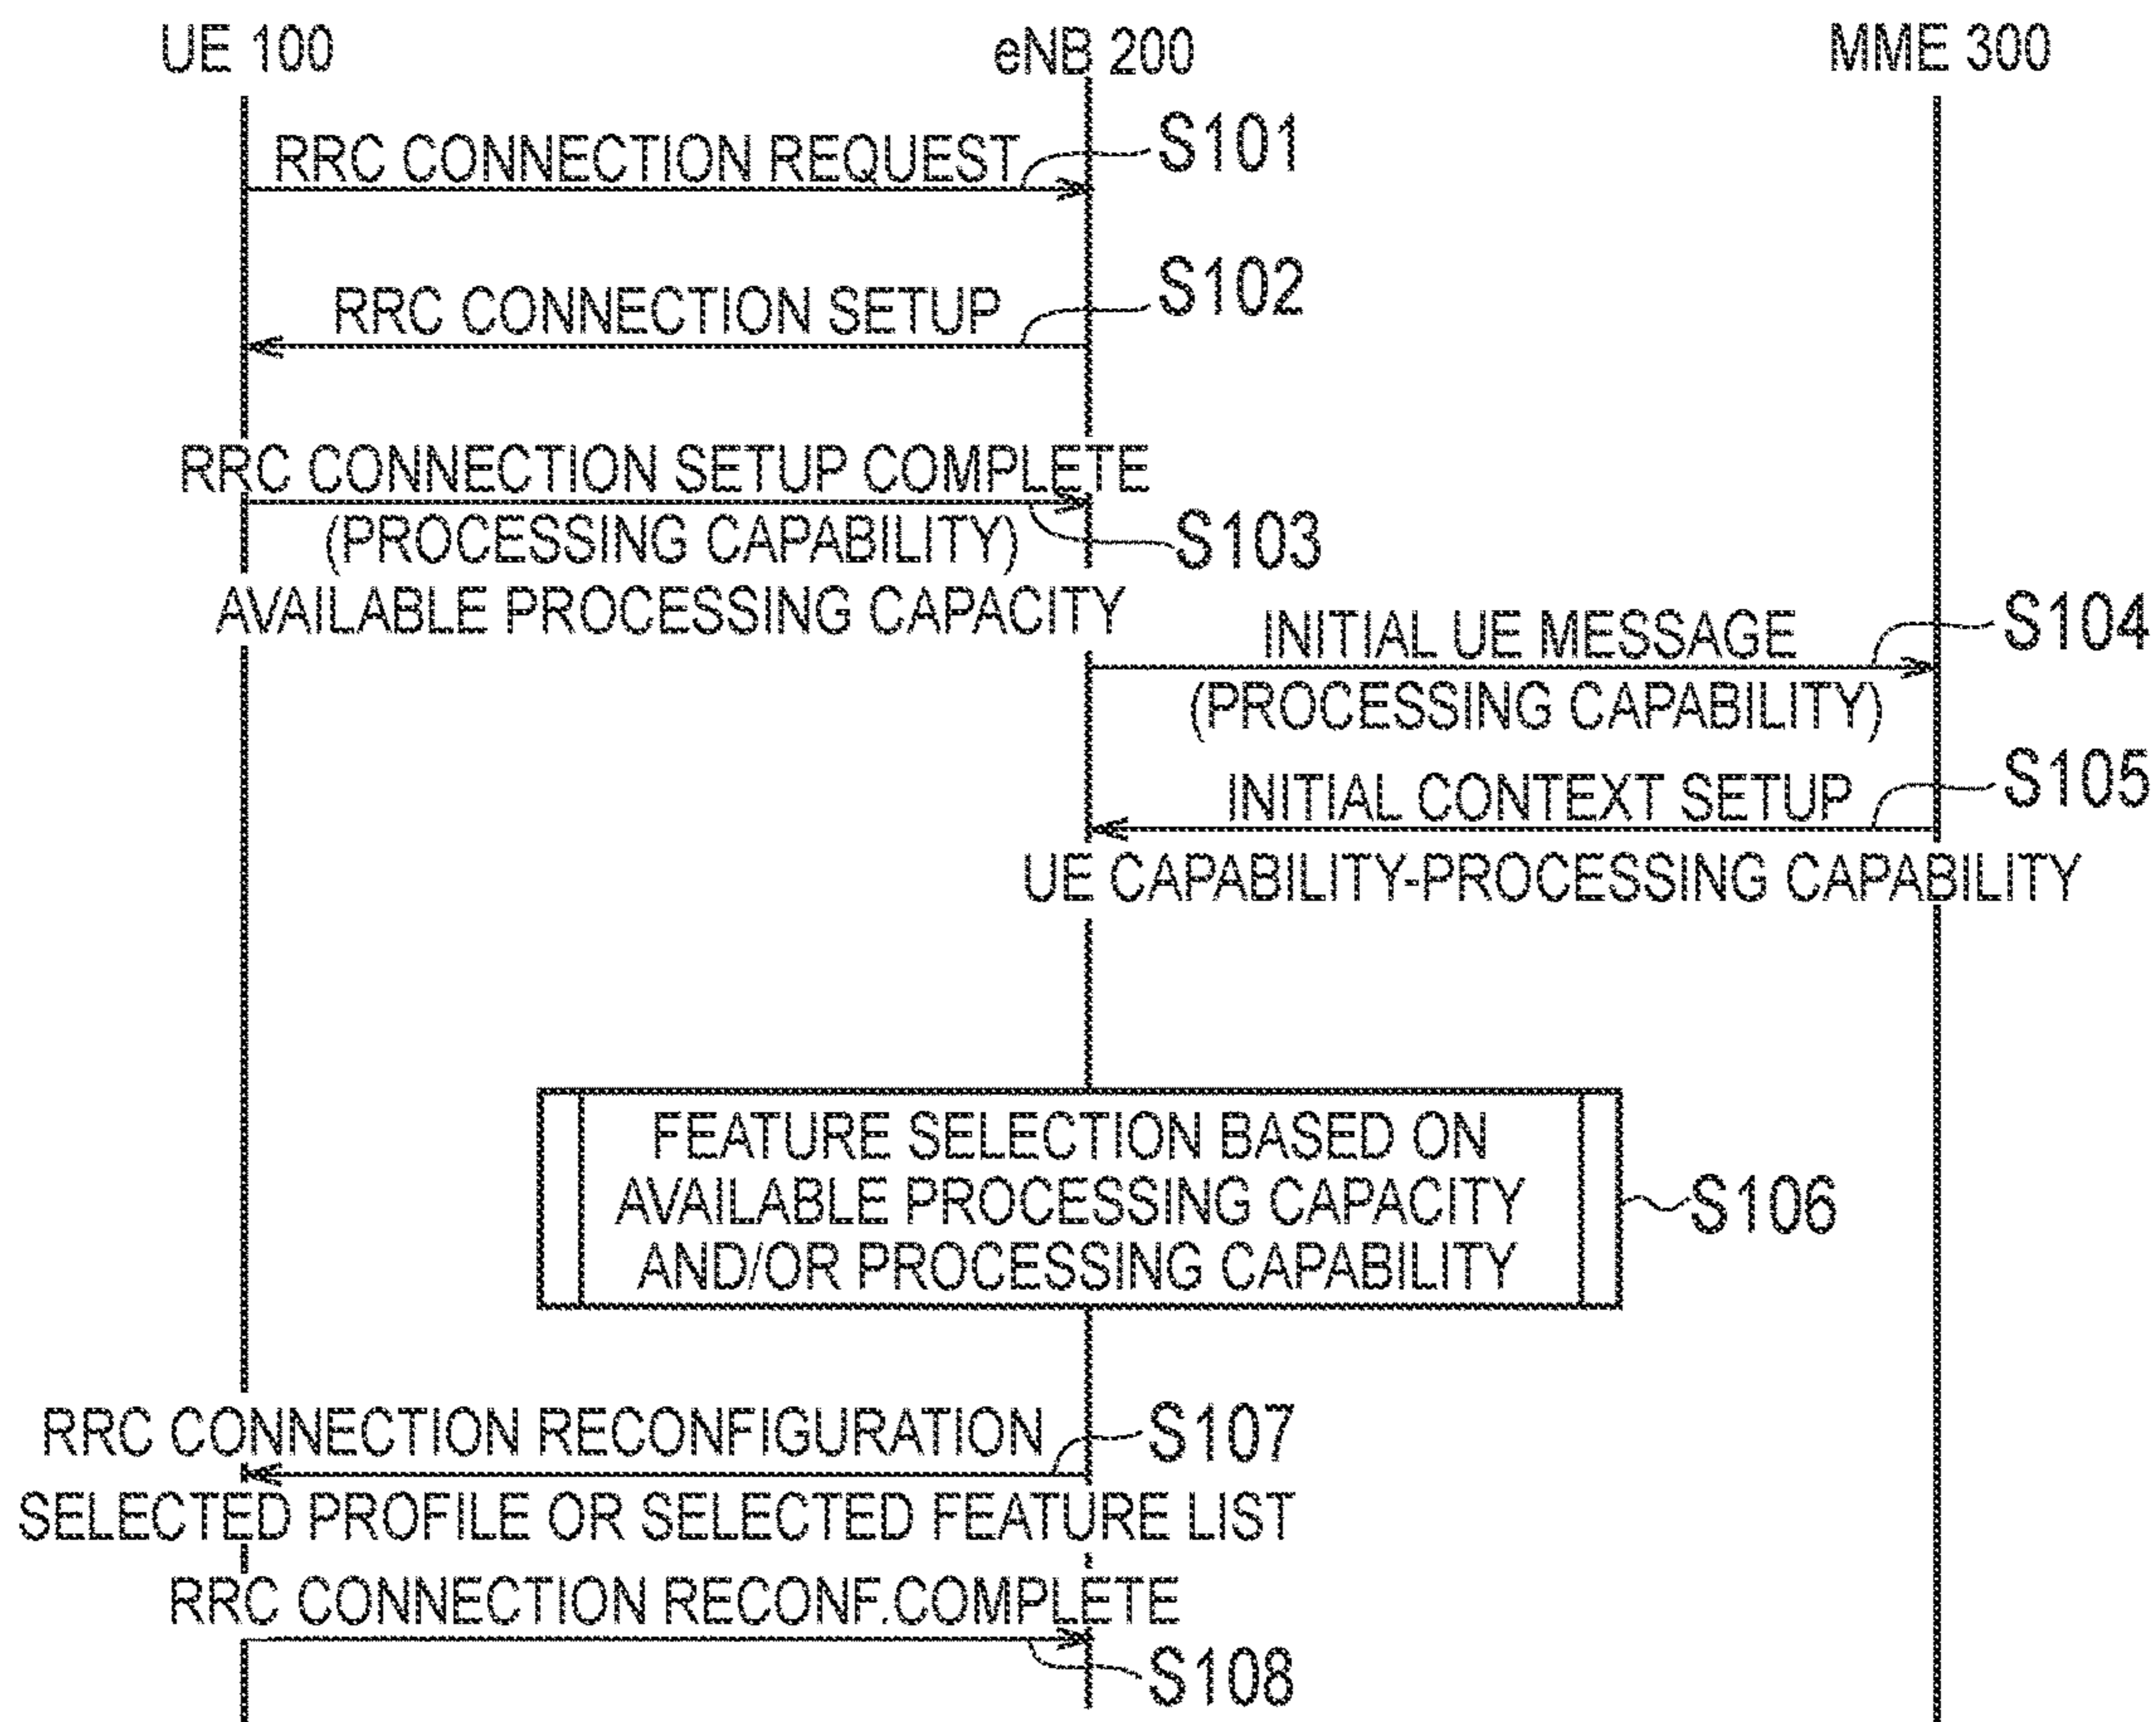 UE 100
eNB 200
MME 300
RRC CONNECTION REQUEST
S101
RRC CONNECTION SETUP
S102
RRC CONNECTION SETUP COMPLETE
(PROCESSING CAPABILITY)
S103
AVAILABLE PROCESSING CAPACITY
INITIAL UE MESSAGE
S104
(PROCESSING CAPABILITY)
INITIAL CONTEXT SETUP
S105
UE CAPABILITY-PROCESSING CAPABILITY
FEATURE SELECTION BASED ON
AVAILABLE PROCESSING CAPACITY
AND/OR PROCESSING CAPABILITY
S106
RRC CONNECTION RECONFIGURATION
S107
SELECTED PROFILE OR SELECTED FEATURE LIST
RRC CONNECTION RECONF.COMPLETE
S108